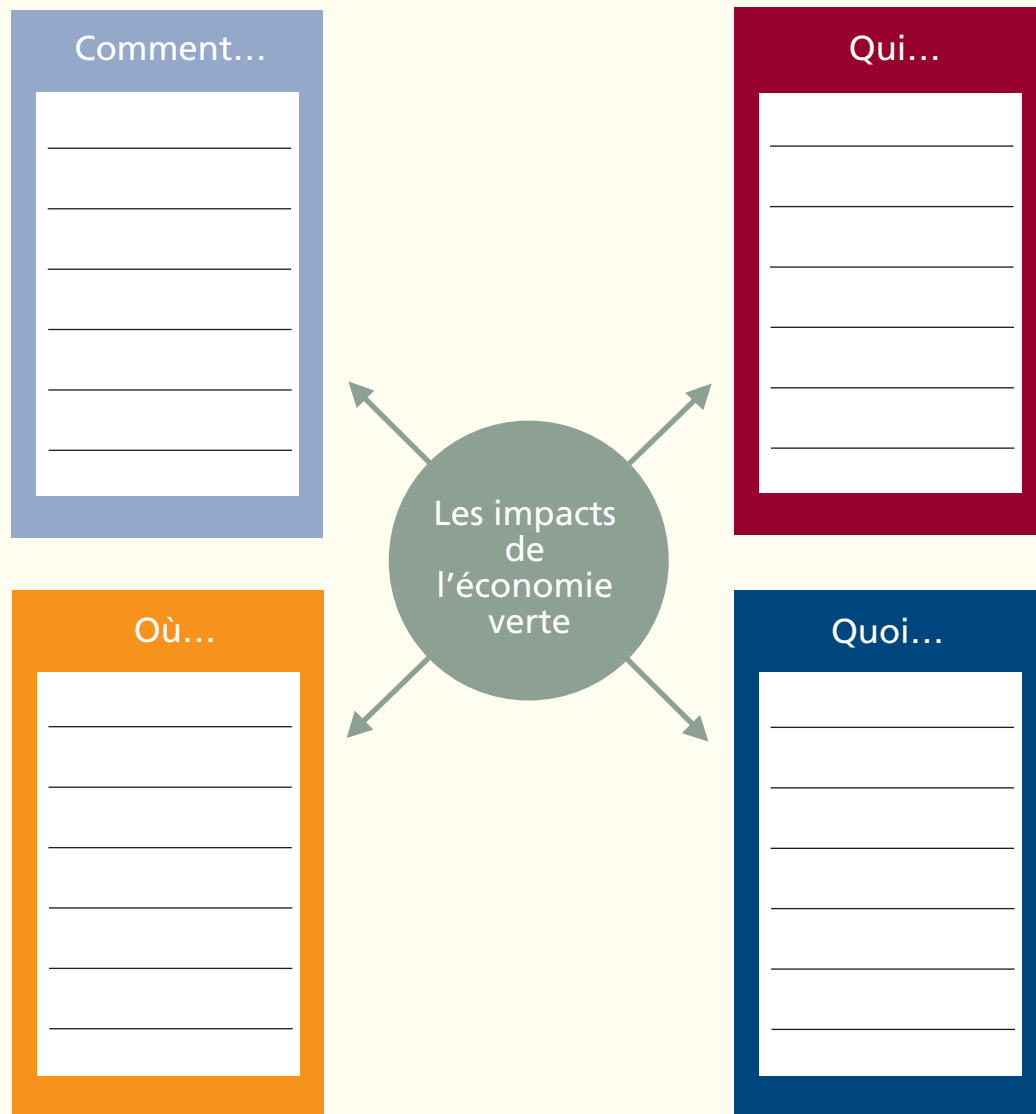 Comment…
Qui…
Les impacts
de
l’économie
verte
Où…
Quoi…